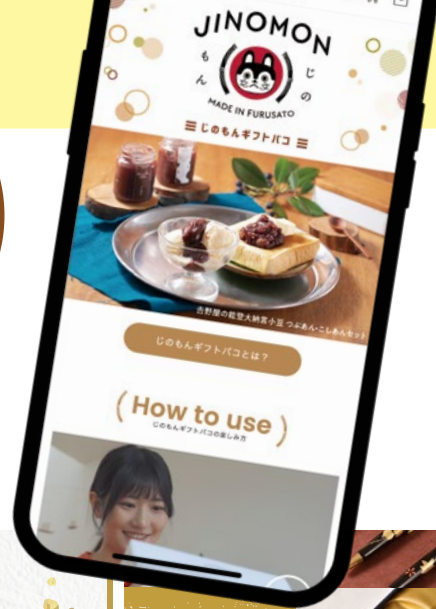 JINOMON
じの
もん
MADE IN FURUSATO
じのもんギフトパコ
吉野屋の能登大納言小豆 つぶあん・こしあんセット
じのもんギフトパコとは？
How to use
じのもんギフトパコの楽しみ方